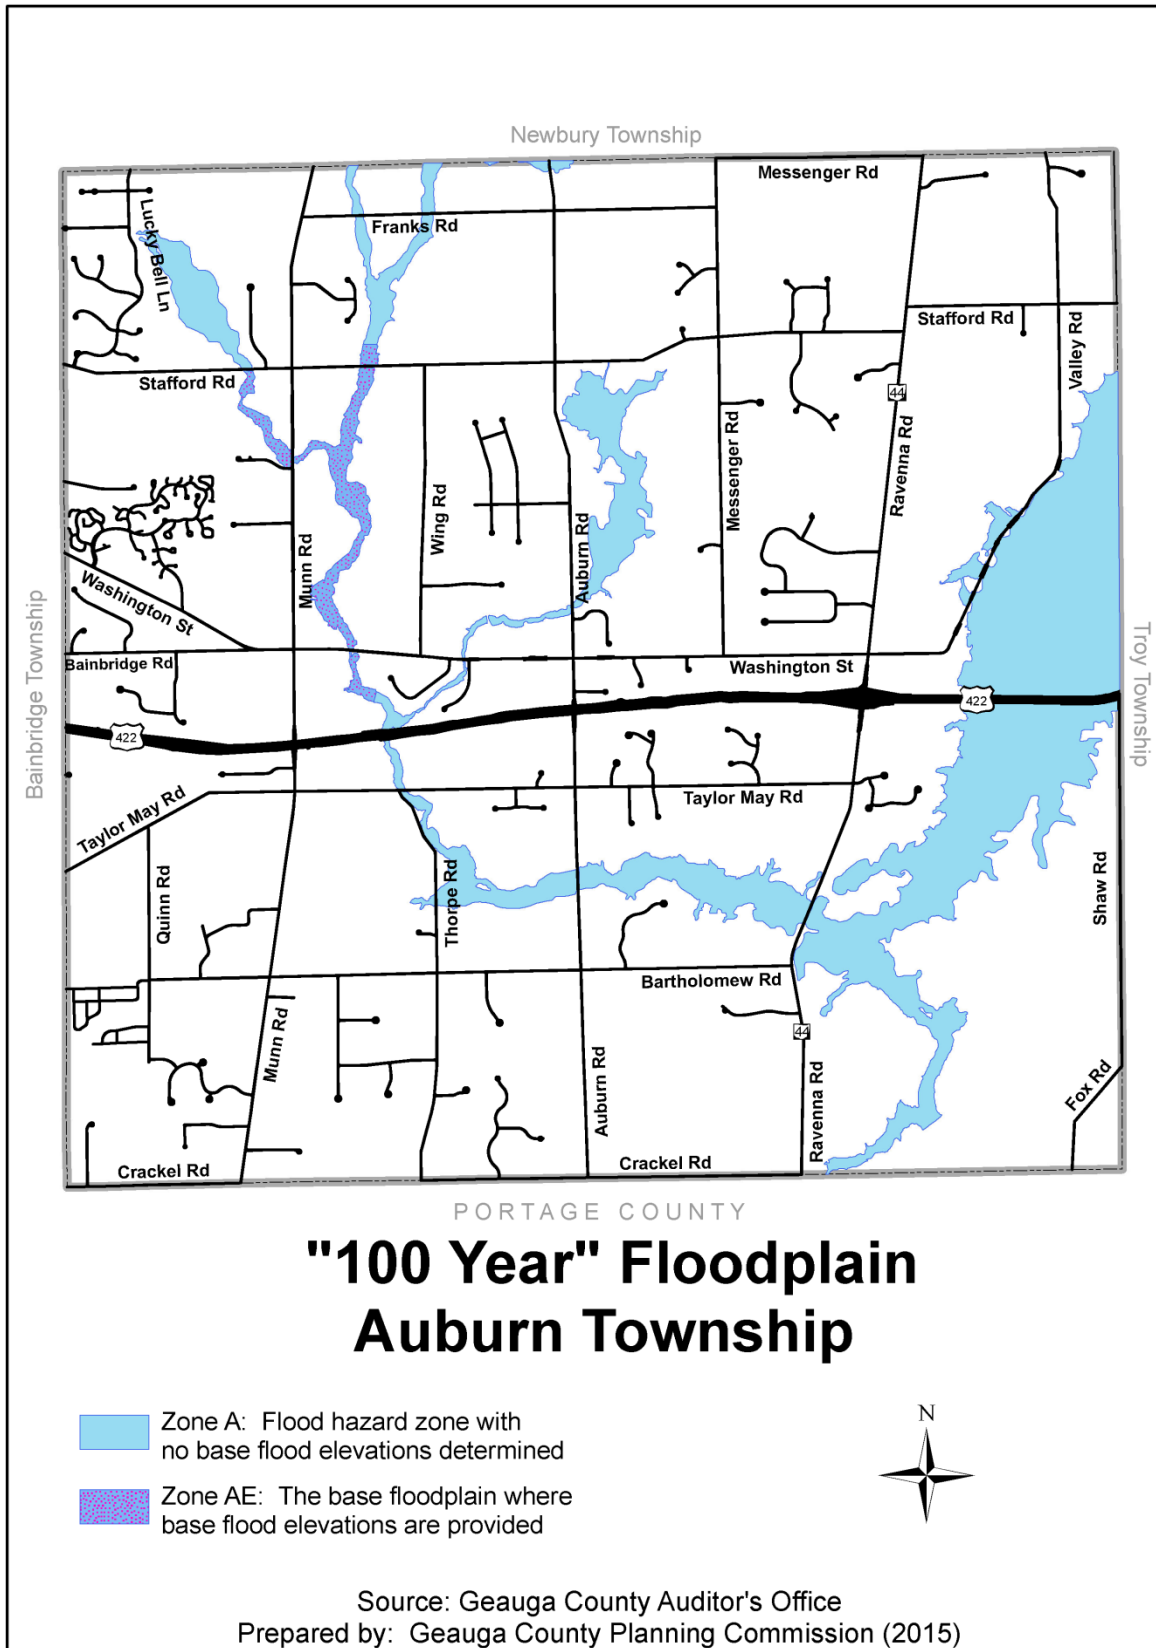 Newbury Township
Messenger Rd
Franks Rd
Lucky Bell Ln
Stafford Rd
Valley Rd
Stafford Rd
44
Ravenna Rd
Messenger Rd
Wing Rd
Auburn Rd
Munn Rd
Washington St
Bainbridge Township
Bainbridge Rd
Washington St
Troy Township
422
422
Taylor May Rd
Taylor May Rd
Quinn Rd
Thorpe Rd
Shaw Rd
Bartholomew Rd
Munn Rd
44
Auburn Rd
Ravenna Rd
Fox Rd
Crackel Rd
Crackel Rd
PORTAGE COUNTY
"100 Year" Floodplain
Auburn Township
Zone A: Flood hazard zone with
no base flood elevations determined
N
Zone AE: The base floodplain where
base flood elevations are provided
Source: Geauga County Auditor's Office
Prepared by: Geauga County Planning Commission (2015)